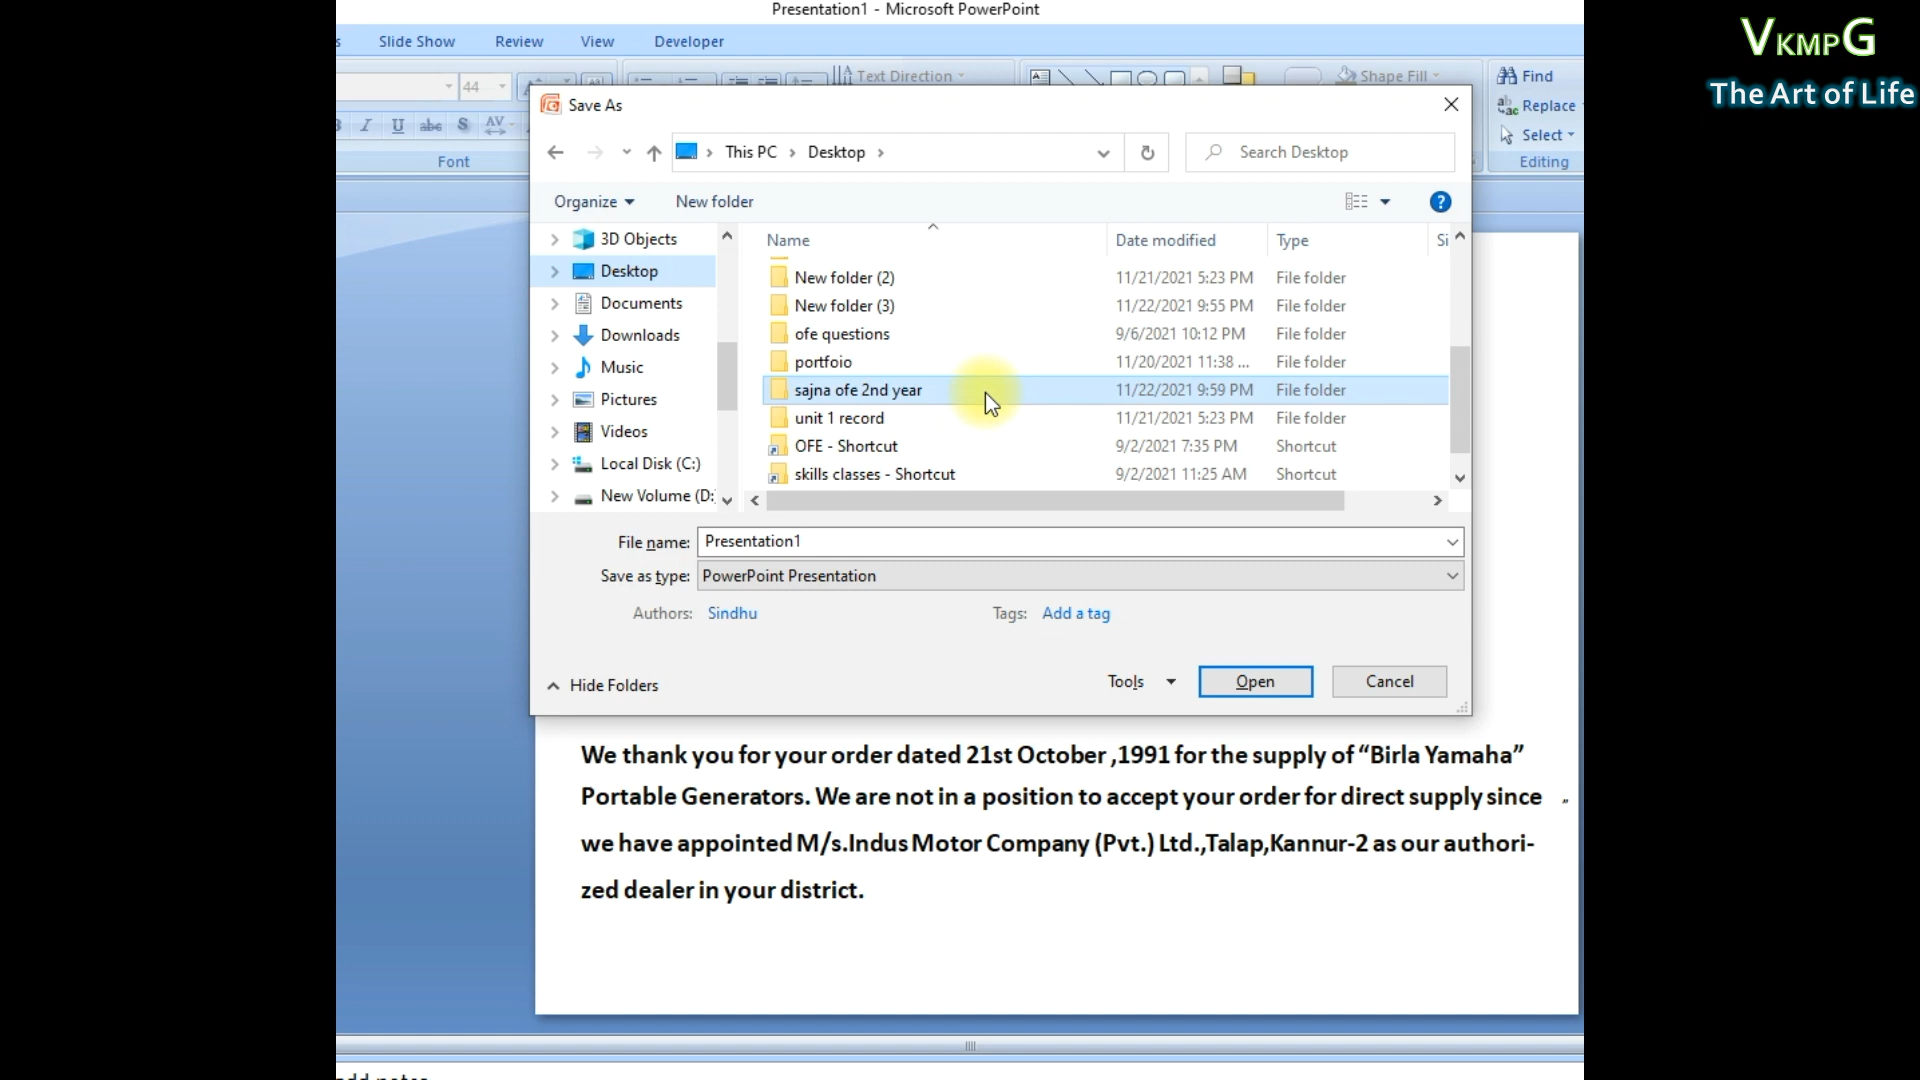 Presentation1 - Microsoft PowerPoint
VKMPG
The Art of Life
s Slide Show Review View Developer
44 Text Direction Shape Fill Find
Replace
I U abc S AV Select
Font Editing
Save As
This PC > Desktop > Search Desktop
Organize New folder ?
Name Date modified Type Si
3D Objects
Desktop
Documents
Downloads
Music
Pictures
Videos
Local Disk (C:)
New Volume (D:
New folder (2) 11/21/2021 5:23 PM File folder
New folder (3) 11/22/2021 9:55 PM File folder
ofe questions 9/6/2021 10:12 PM File folder
portfoio 11/20/2021 11:38 ... File folder
sajna ofe 2nd year 11/22/2021 9:59 PM File folder
unit 1 record 11/21/2021 5:23 PM File folder
OFE - Shortcut 9/2/2021 7:35 PM Shortcut
skills classes - Shortcut 9/2/2021 11:25 AM Shortcut
File name: Presentation1
Save as type: PowerPoint Presentation
Authors: Sindhu Tags: Add a tag
Hide Folders Tools Open Cancel
We thank you for your order dated 21st October ,1991 for the supply of “Birla Yamaha”
Portable Generators. We are not in a position to accept your order for direct supply since „
we have appointed M/s.Indus Motor Company (Pvt.) Ltd.,Talap,Kannur-2 as our authori-
zed dealer in your district.
add notes